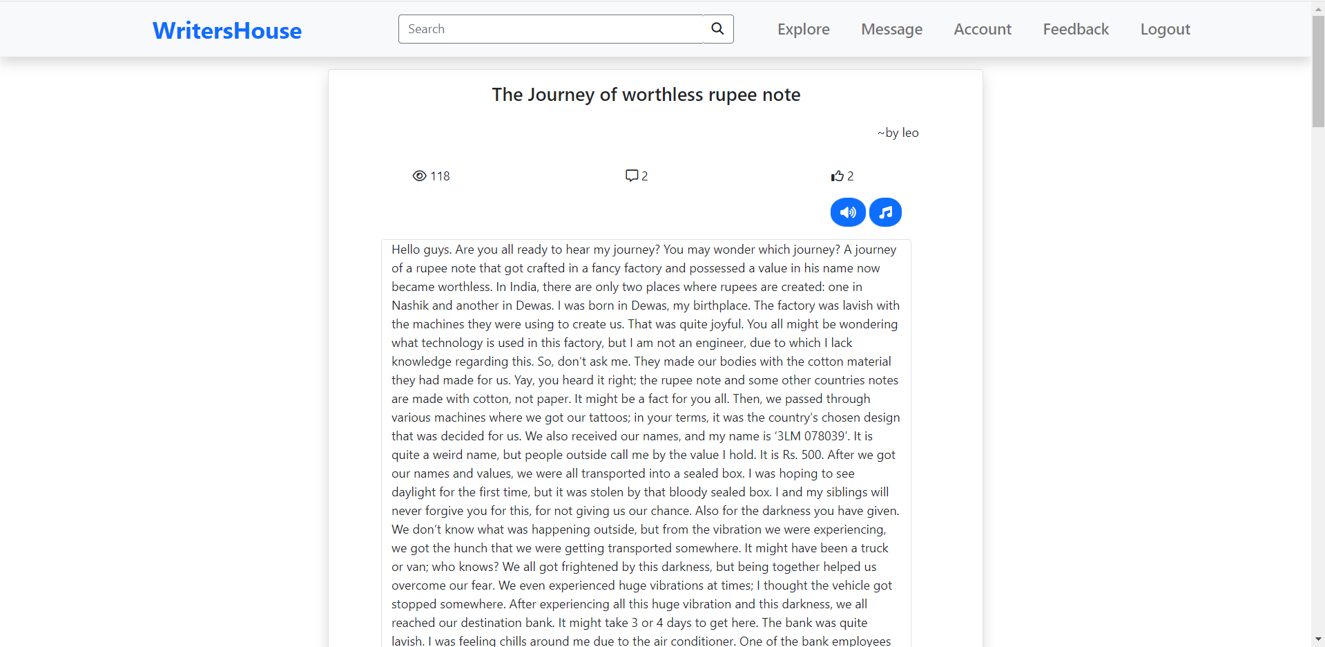 WritersHouse
Search
Explore
Message
Account
Feedback
Logout
The Journey of worthless rupee note
~by leo
118
2
2
Hello guys. Are you all ready to hear my journey? You may wonder which journey? A journey
of a rupee note that got crafted in a fancy factory and possessed a value in his name now
became worthless. In India, there are only two places where rupees are created: one in
Nashik and another in Dewas. I was born in Dewas, my birthplace. The factory was lavish with
the machines they were using to create us. That was quite joyful. You all might be wondering
what technology is used in this factory, but I am not an engineer, due to which I lack
knowledge regarding this. So, don't ask me. They made our bodies with the cotton material
they had made for us. Yay, you heard it right; the rupee note and some other countries notes
are made with cotton, not paper. It might be a fact for you all. Then, we passed through
various machines where we got our tattoos; in your terms, it was the country's chosen design
that was decided for us. We also received our names, and my name is ‘3LM 078039’. It is
quite a weird name, but people outside call me by the value I hold. It is Rs. 500. After we got
our names and values, we were all transported into a sealed box. I was hoping to see
daylight for the first time, but it was stolen by that bloody sealed box. I and my siblings will
never forgive you for this, for not giving us our chance. Also for the darkness you have given.
We don't know what was happening outside, but from the vibration we were experiencing,
we got the hunch that we were getting transported somewhere. It might have been a truck
or van; who knows? We all got frightened by this darkness, but being together helped us
overcome our fear. We even experienced huge vibrations at times; I thought the vehicle got
stopped somewhere. After experiencing all this huge vibration and this darkness, we all
reached our destination bank. It might take 3 or 4 days to get here. The bank was quite
lavish. I was feeling chills around me due to the air conditioner. One of the bank employees